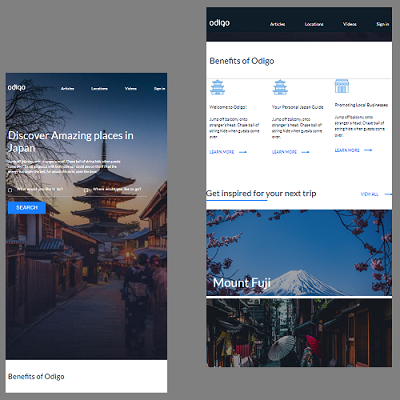 odigo
Articles Locations Videos Sign in
Discover Amazing places in
Japan
What would you like to do? Where would you like to go?
SEARCH
Benefits of Odigo
odigo
Articles Locations Videos Sign in
Benefits of Odigo
Welcome to Odigo!
Jump off balcony, onto
stranger's head. Chase ball of
string hide when guests come
over.
LEARN MORE
Your Personal Japan Guide
Jump off balcony, onto
stranger's head. Chase ball of
string hide when guests come
over.
LEARN MORE
Promoting Local Businesses
Jump off balcony, onto
stranger's head. Chase ball of
string hide when guests come
over.
LEARN MORE
Get inspired for your next trip
VIEW ALL
Mount Fuji